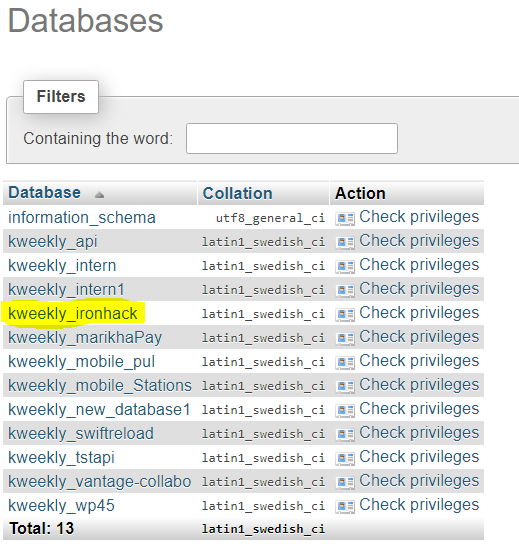 Databases
Filters
Containing the word:
Database Collation Action
information_schema utf8_general_ci Check privileges
kweekly_api latin1_swedish_ci Check privileges
kweekly_intern latin1_swedish_ci Check privileges
kweekly_intern1 latin1_swedish_ci Check privileges
kweekly_ironhack latin1_swedish_ci Check privileges
kweekly_marikhaPay latin1_swedish_ci Check privileges
kweekly_mobile_pul latin1_swedish_ci Check privileges
kweekly_mobile_Stations latin1_swedish_ci Check privileges
kweekly_new_database1 latin1_swedish_ci Check privileges
kweekly_swiftreload latin1_swedish_ci Check privileges
kweekly_tstapi latin1_swedish_ci Check privileges
kweekly_vantage-collabo latin1_swedish_ci Check privileges
kweekly_wp45 latin1_swedish_ci Check privileges
Total: 13 latin1_swedish_ci